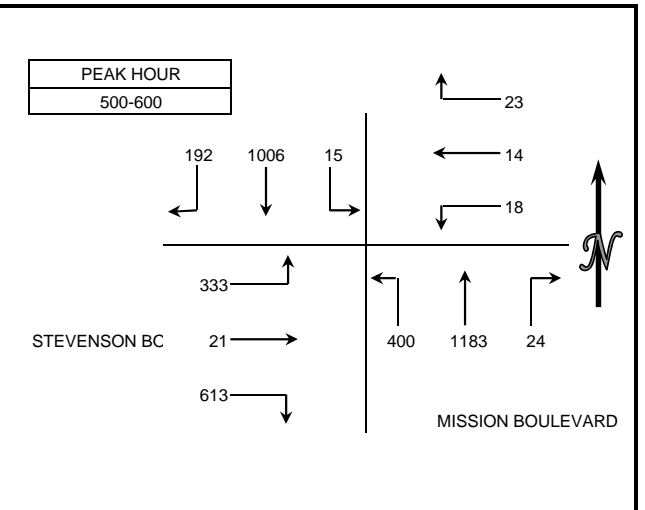 PEAK HOUR
500-600
23
192 1006 15
14
18
N
333
STEVENSON BC 21
400 1183 24
613
MISSION BOULEVARD